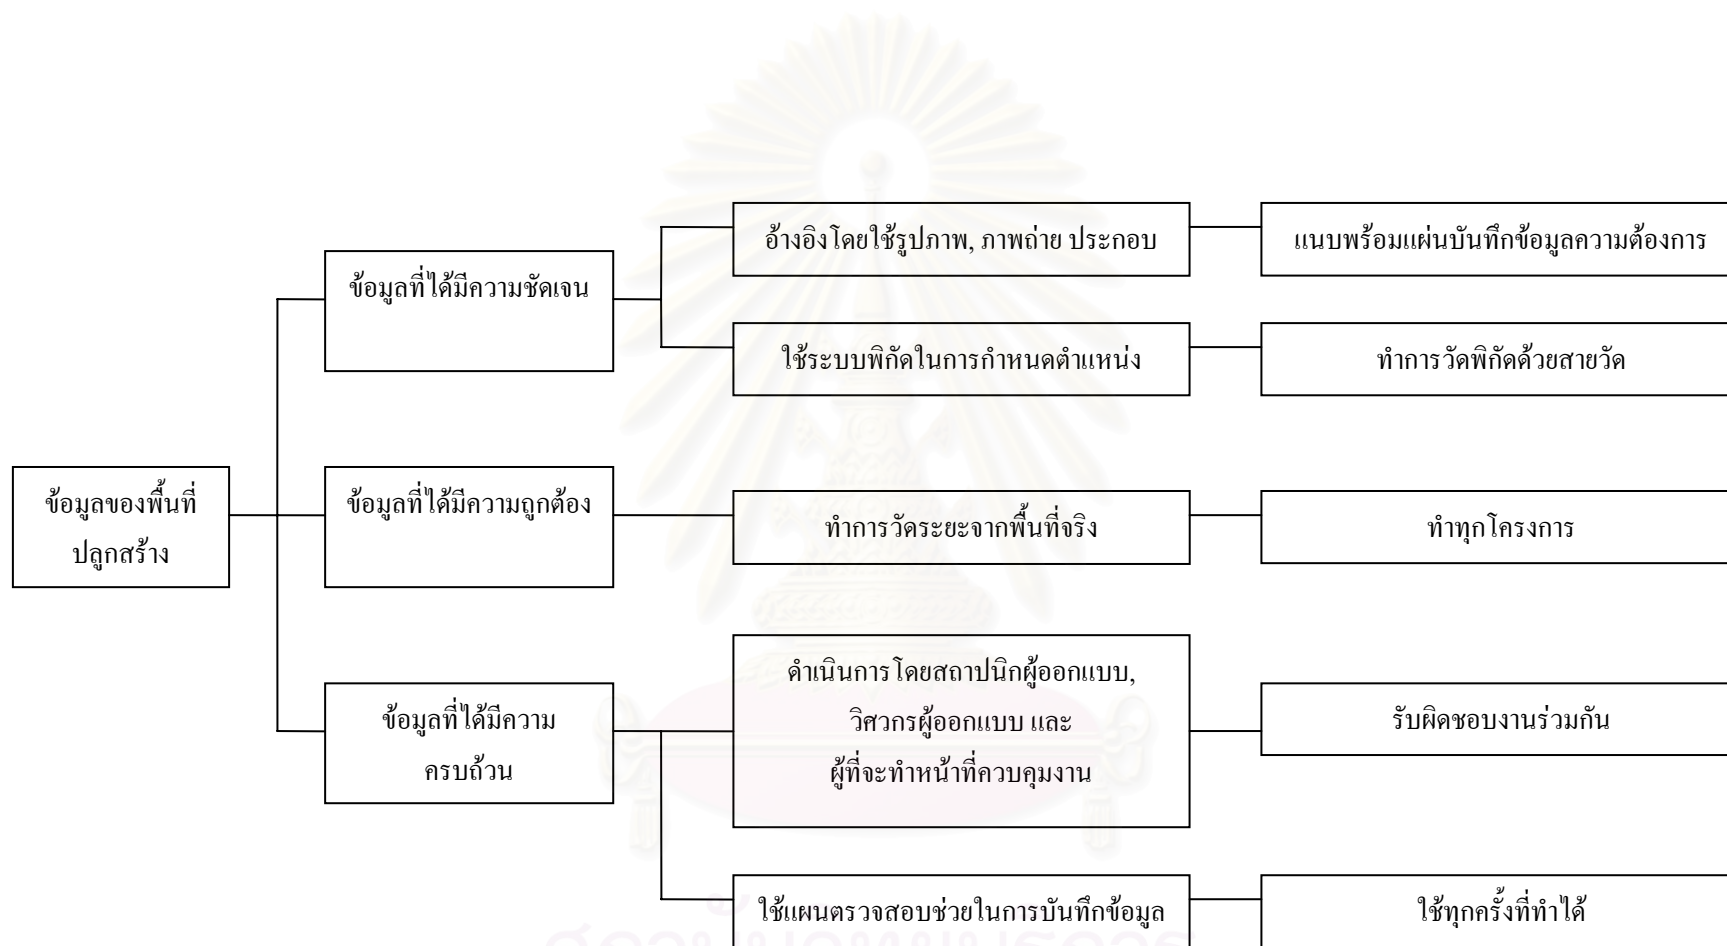 อ้างอิงโดยใช้รูปภาพ, ภาพถ่าย ประกอบ
แนบพร้อมแผ่นบันทึกข้อมูลความต้องการ
ข้อมูลที่ได้มีความชัดเจน
ใช้ระบบพิกัดในการกำหนดตำแหน่ง
ทำการวัดพิกัดด้วยสายวัด
ข้อมูลของพื้นที่
ปลูกสร้าง
ข้อมูลที่ได้มีความถูกต้อง
ทำการวัดระยะจากพื้นที่จริง
ทำทุกโครงการ
ข้อมูลที่ได้มีความ
ครบถ้วน
ดำเนินการโดยสถาปนิกผู้ออกแบบ,
วิศวกรผู้ออกแบบ และ
ผู้ที่จะทำหน้าที่ควบคุมงาน
รับผิดชอบงานร่วมกัน
ใช้แผนตรวจสอบช่วยในการบันทึกข้อมูล
ใช้ทุกครั้งที่ทำได้